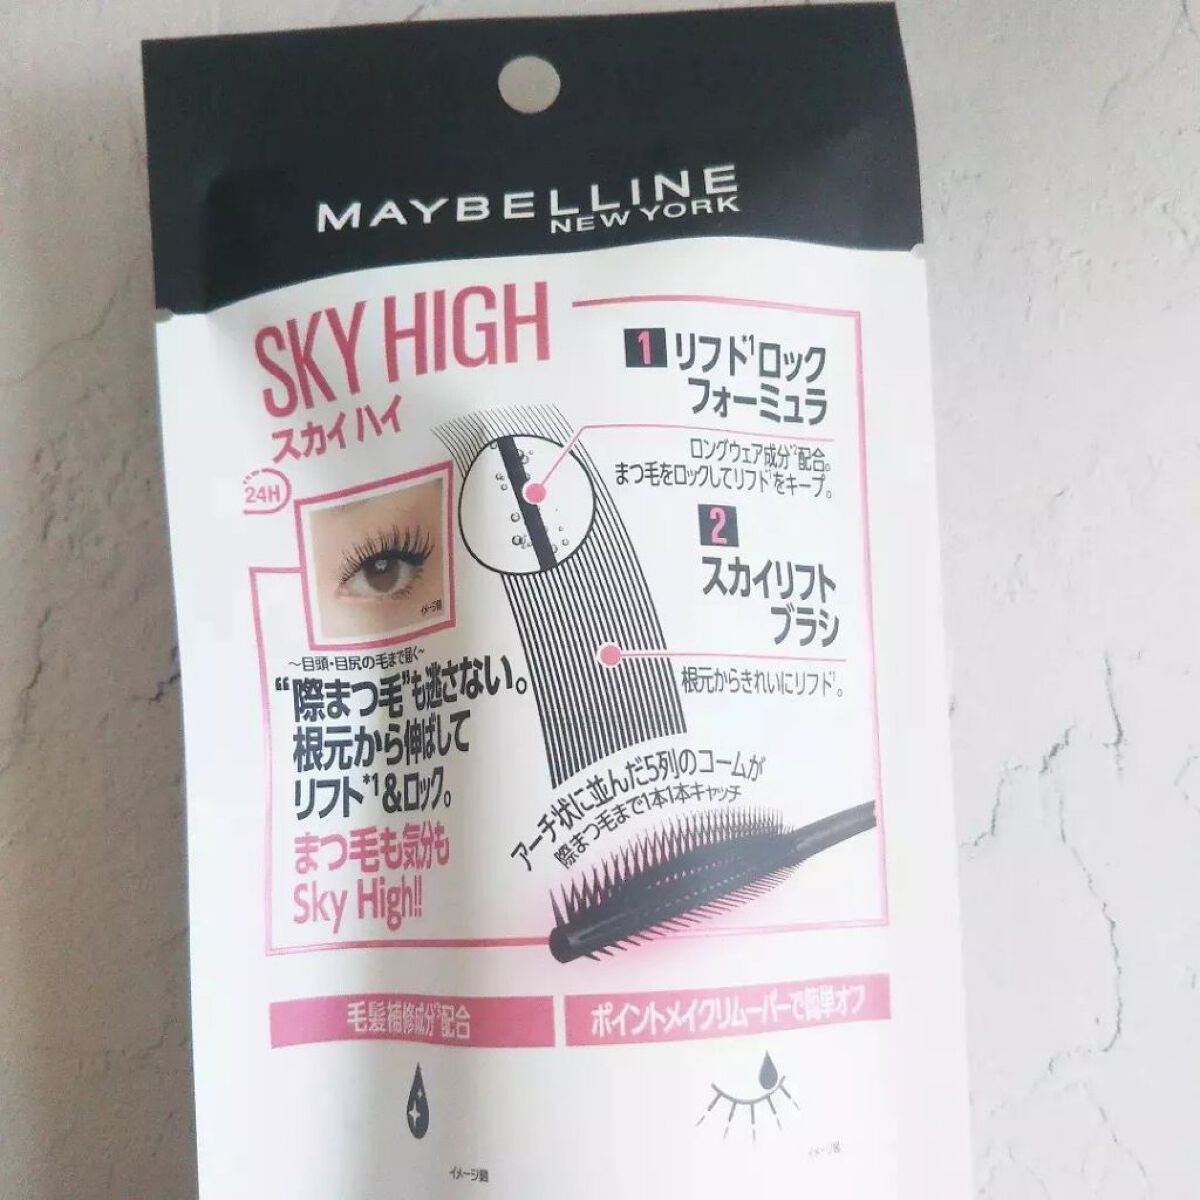 MAYBELLINE
NEW YORK
SKY HIGH
スカイハイ
24H
イメージ図
1 リフト*1ロック
フォーミュラ
ロングウェア成分*2配合。
まつ毛をロックしてリフト*1をキープ。
2
スカイリフト
ブラシ
根元からきれいにリフト*1。
~目頭・目尻の毛まで届く~
“際まつ毛”も逃さない。
根元から伸ばして
リフト*1&ロック。
まつ毛も気分も
Sky High!!
アーチ状に並んだ5列のコームが
際まつ毛まで1本1本キャッチ
毛髪補修成分*3配合
ポイントメイクリムーバーで簡単オフ
イメージ図
イメージ図